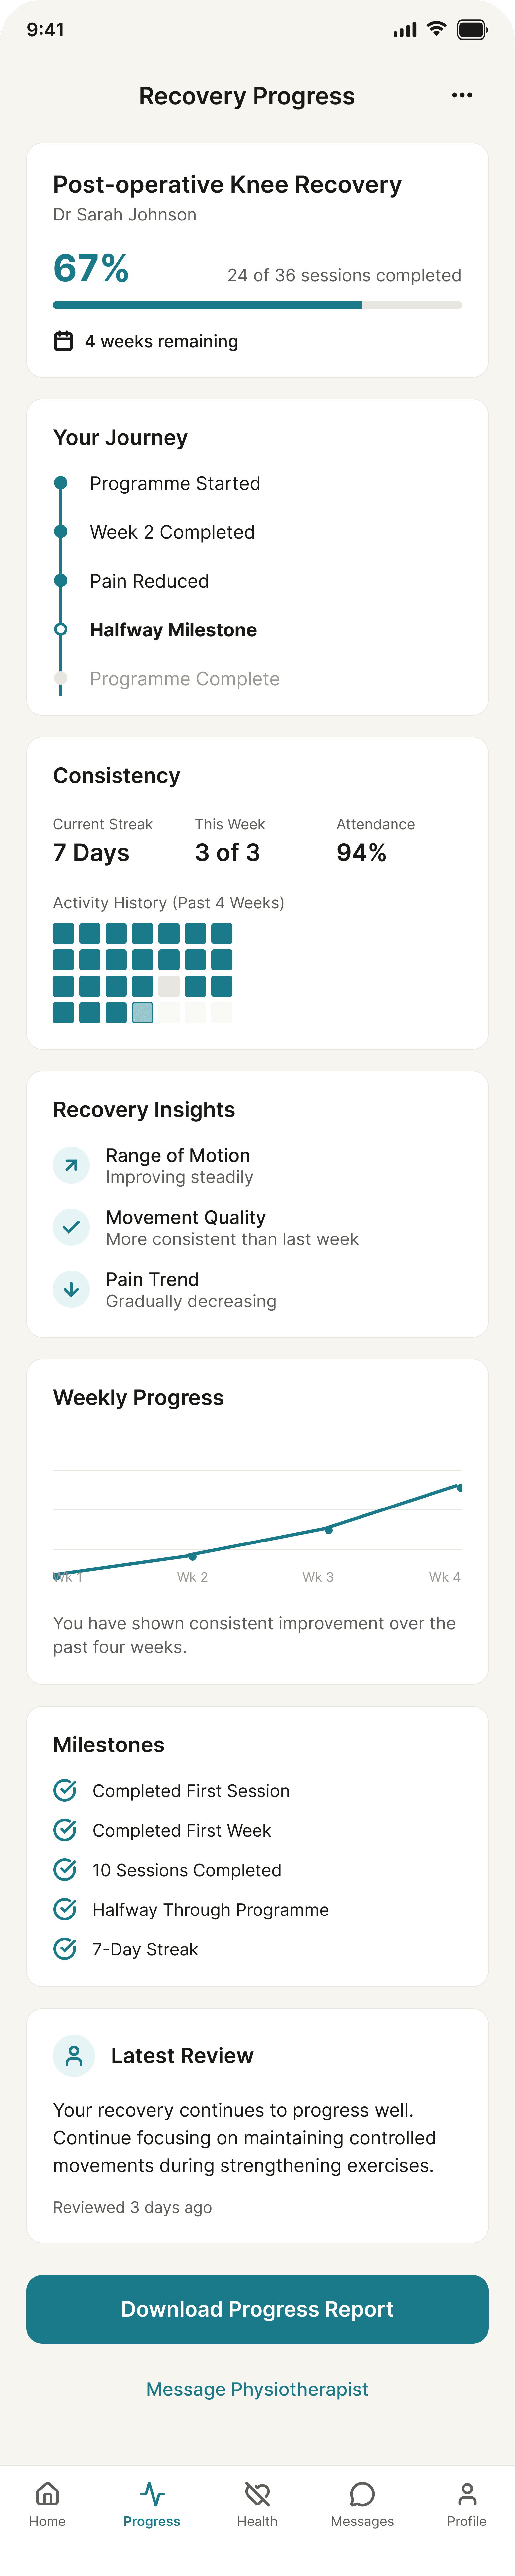 9:41
Recovery Progress
Post-operative Knee Recovery
Dr Sarah Johnson
67%
24 of 36 sessions completed
4 weeks remaining
Your Journey
Programme Started
Week 2 Completed
Pain Reduced
Halfway Milestone
Programme Complete
Consistency
Current Streak
7 Days
This Week
3 of 3
Attendance
94%
Activity History (Past 4 Weeks)
Recovery Insights
Range of Motion
Improving steadily
Movement Quality
More consistent than last week
Pain Trend
Gradually decreasing
Weekly Progress
Wk 1
Wk 2
Wk 3
Wk 4
You have shown consistent improvement over the
past four weeks.
Milestones
Completed First Session
Completed First Week
10 Sessions Completed
Halfway Through Programme
7-Day Streak
Latest Review
Your recovery continues to progress well.
Continue focusing on maintaining controlled
movements during strengthening exercises.
Reviewed 3 days ago
Download Progress Report
Message Physiotherapist
Home
Progress
Health
Messages
Profile